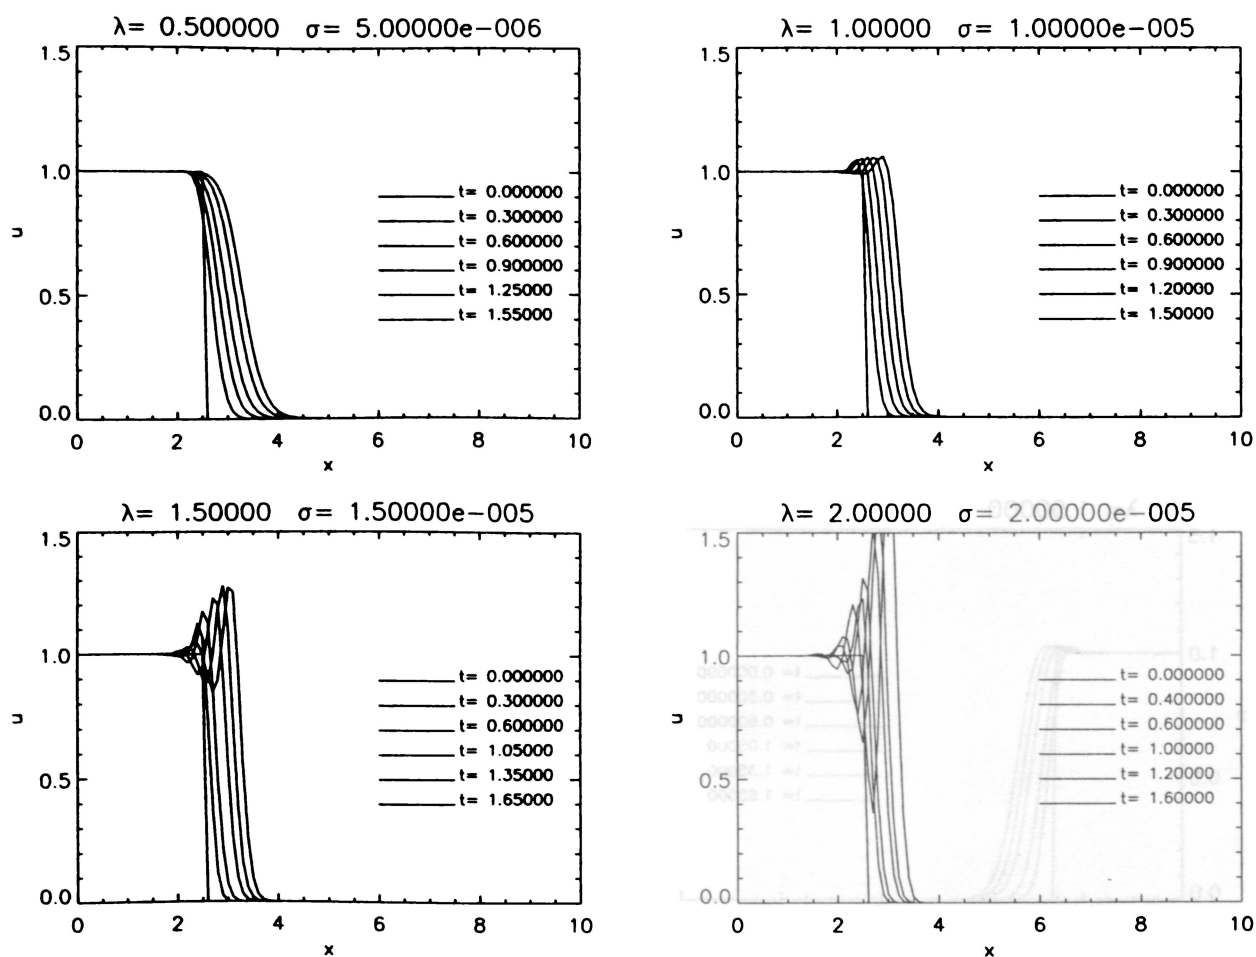 λ= 0.500000 σ= 5.00000e-006
1.5
1.0
0.5
0.0
u
t= 0.000000
t= 0.300000
t= 0.600000
t= 0.900000
t= 1.25000
t= 1.55000
0 2 4 6 8 10
x
λ= 1.00000 σ= 1.00000e-005
1.5
1.0
0.5
0.0
u
t= 0.000000
t= 0.300000
t= 0.600000
t= 0.900000
t= 1.20000
t= 1.50000
0 2 4 6 8 10
x
λ= 1.50000 σ= 1.50000e-005
1.5
1.0
0.5
0.0
u
t= 0.000000
t= 0.300000
t= 0.600000
t= 1.05000
t= 1.35000
t= 1.65000
0 2 4 6 8 10
x
λ= 2.00000 σ= 2.00000e-005
1.5
1.0
0.5
0.0
u
t= 0.000000
t= 0.400000
t= 0.600000
t= 1.00000
t= 1.20000
t= 1.60000
0 2 4 6 8 10
x